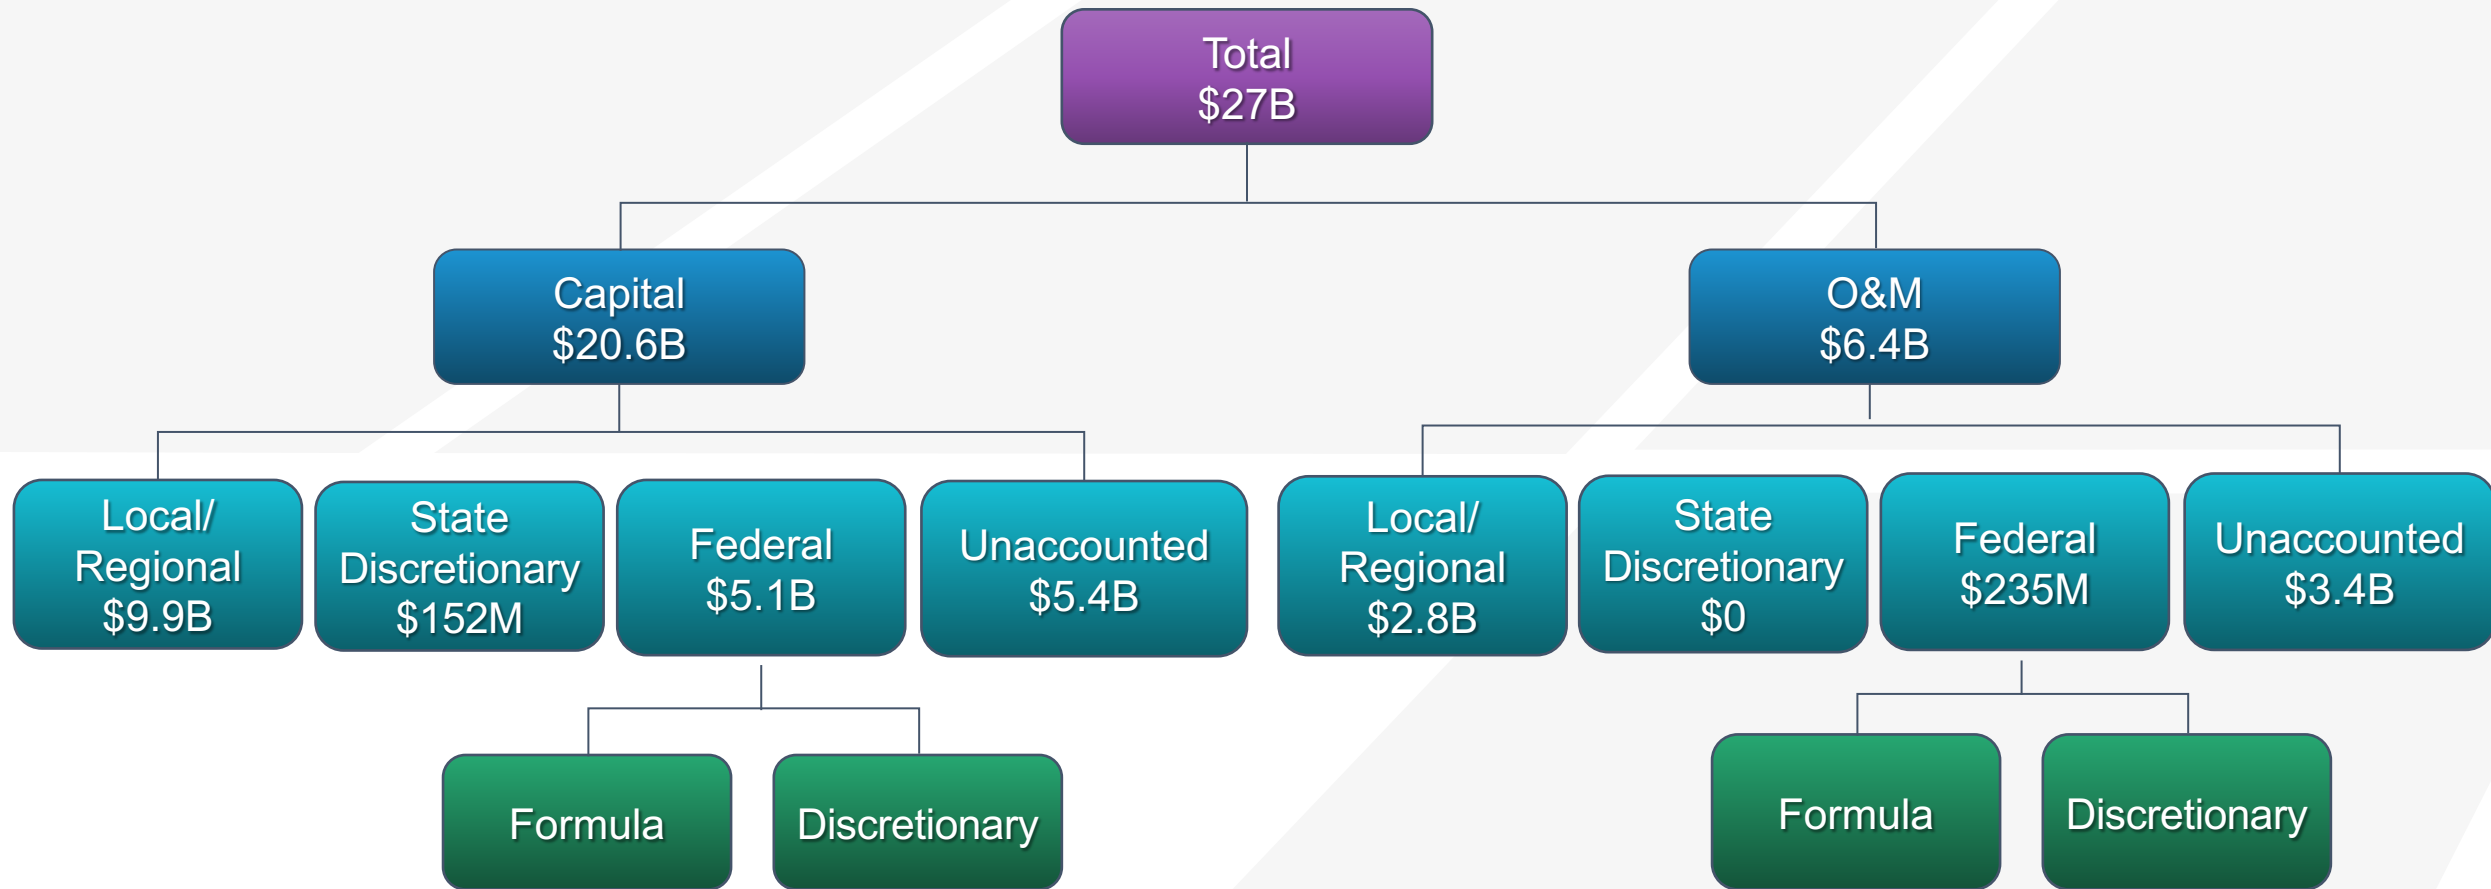 Total
$27B
Capital
$20.6B
O&M
$6.4B
Local/
Regional
$9.9B
State
Discretionary
$152M
Federal
$5.1B
Unaccounted
$5.4B
Local/
Regional
$2.8B
State
Discretionary
$0
Federal
$235M
Unaccounted
$3.4B
Formula
Discretionary
Formula
Discretionary